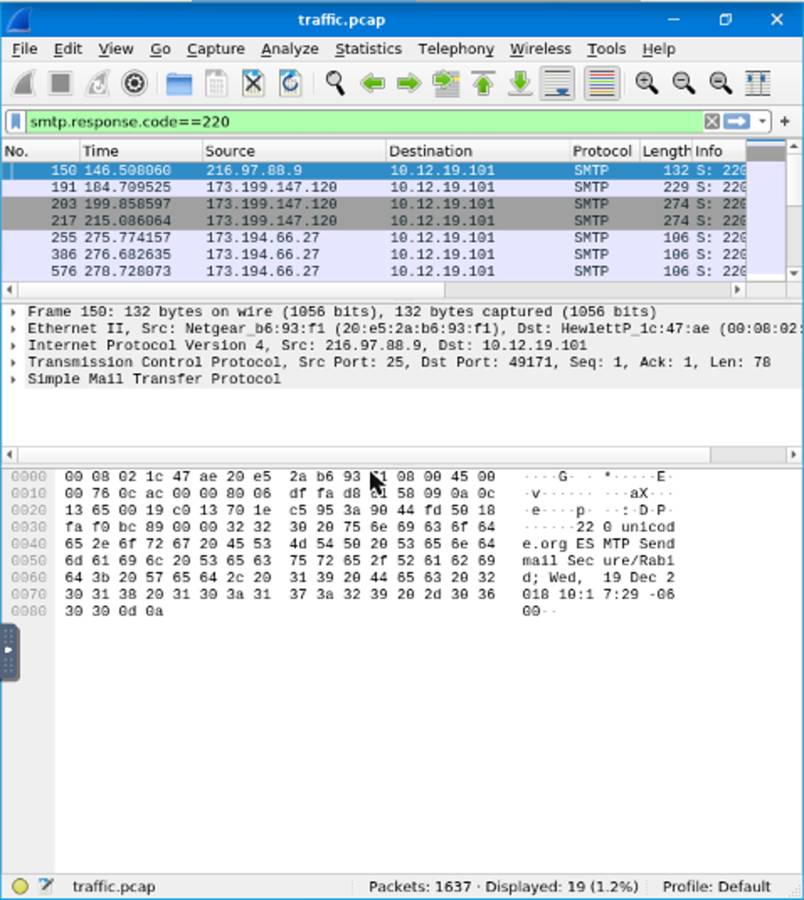 traffic.pcap
File Edit View Go Capture Analyze Statistics Telephony Wireless Tools Help
smtp.response.code==220
No. Time Source Destination Protocol Length Info
150 146.508060 216.97.88.9 10.12.19.101 SMTP 132 S: 220
191 184.709525 173.199.147.120 10.12.19.101 SMTP 229 S: 220
203 199.858597 173.199.147.120 10.12.19.101 SMTP 274 S: 220
217 215.086064 173.199.147.120 10.12.19.101 SMTP 274 S: 220
255 275.774157 173.194.66.27 10.12.19.101 SMTP 106 S: 220
386 276.682635 173.194.66.27 10.12.19.101 SMTP 106 S: 220
576 278.728073 173.194.66.27 10.12.19.101 SMTP 106 S: 220
Frame 150: 132 bytes on wire (1056 bits), 132 bytes captured (1056 bits)
Ethernet II, Src: Netgear_b6:93:f1 (20:e5:2a:b6:93:f1), Dst: HewlettP_1c:47:ae (00:08:02:
Internet Protocol Version 4, Src: 216.97.88.9, Dst: 10.12.19.101
Transmission Control Protocol, Src Port: 25, Dst Port: 49171, Seq: 1, Ack: 1, Len: 78
Simple Mail Transfer Protocol
0000 00 08 02 1c 47 ae 20 e5 2a b6 93 08 00 45 00 ····G· · *·····E·
0010 00 76 0c ac 00 00 80 06 df fa d8 58 09 0a 0c ·v······ ···aX···
0020 13 65 00 19 c0 13 70 1e c5 95 3a 90 44 fd 50 18 ·e····p· ··:·D·P·
0030 fa f0 bc 89 00 00 32 32 30 20 75 6e 69 63 6f 64 ······22 0 unicod
0040 65 2e 6f 72 67 20 45 53 4d 54 50 20 53 65 6e 64 e.org ES MTP Send
0050 6d 61 69 6c 20 53 65 63 75 72 65 2f 52 61 62 69 mail Sec ure/Rabi
0060 64 3b 20 57 65 64 2c 20 31 39 20 44 65 63 20 32 d; Wed, 19 Dec 2
0070 30 31 38 20 31 30 3a 31 37 3a 32 39 20 2d 30 36 018 10:1 7:29 -06
0080 30 30 0d 0a 00··
traffic.pcap Packets: 1637 · Displayed: 19 (1.2%) Profile: Default